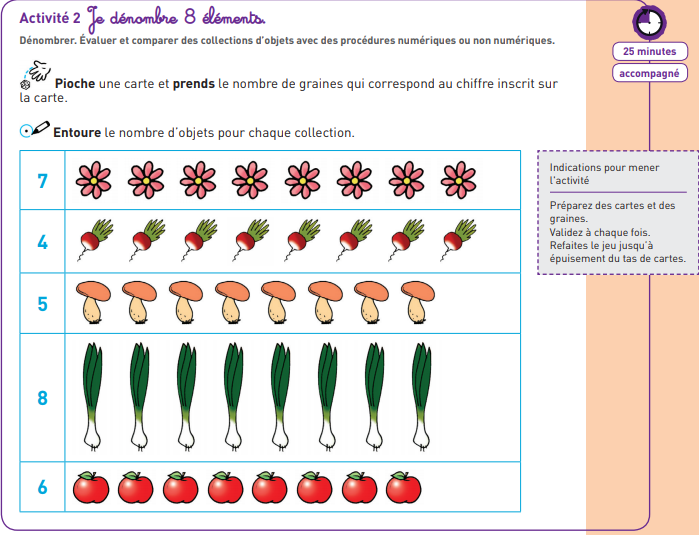 Activité 2 Je dénombre 8 éléments.
Dénombrer. Évaluer et comparer des collections d'objets avec des procédures numériques ou non numériques.
25 minutes
accompagné
Pioche une carte et prends le nombre de graines qui correspond au chiffre inscrit sur
la carte.
Entoure le nombre d'objets pour chaque collection.
7
4
5
8
6
Indications pour mener
l'activité
Préparez des cartes et des
graines.
Validez à chaque fois.
Refaites le jeu jusqu'à
épuisement du tas de cartes.